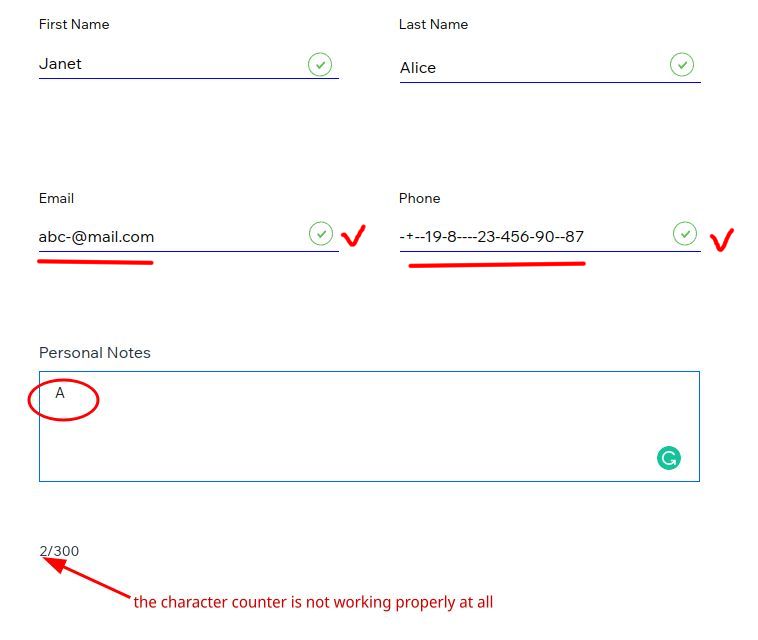 First Name Last Name
Janet Alice
Email Phone
abc-@mail.com -+--19-8----23-456-90--87
Personal Notes
A
2/300
the character counter is not working properly at all